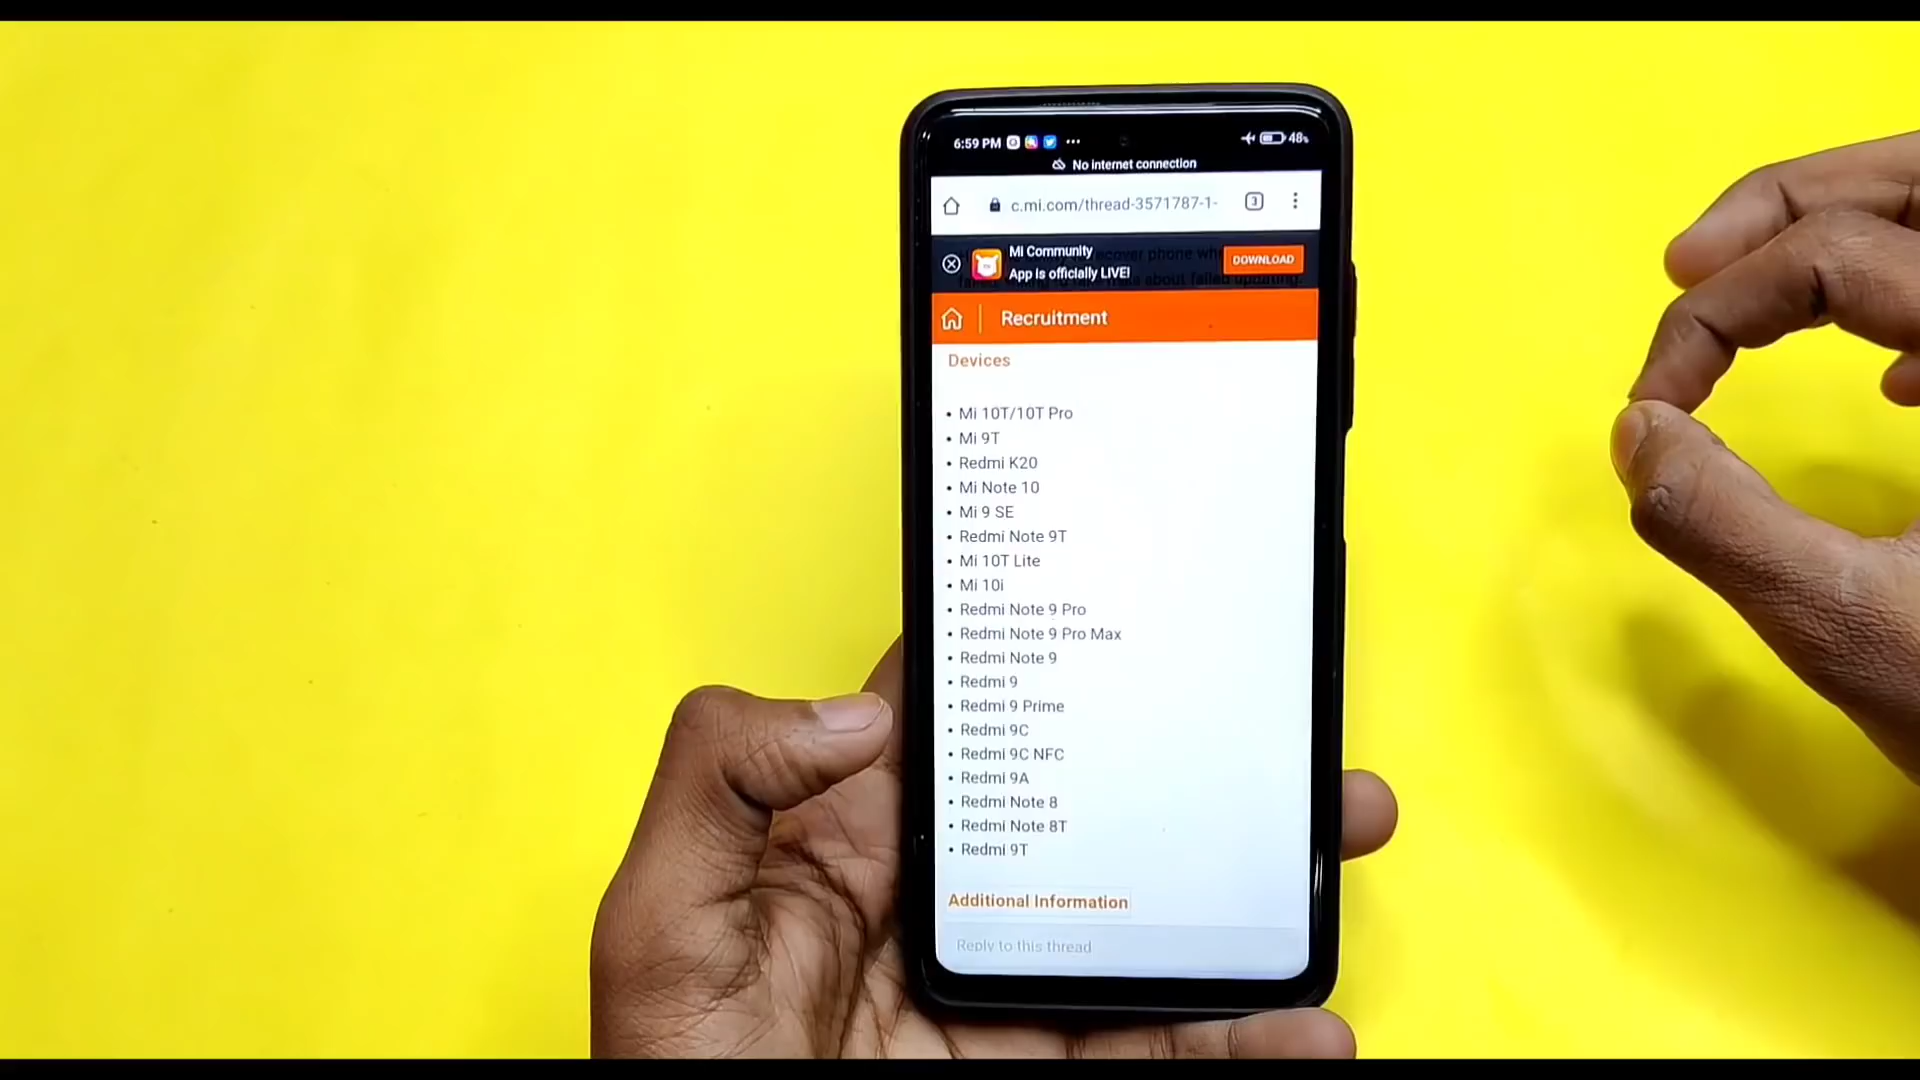 6:59 PM ••• 48%
No internet connection
c.mi.com/thread-3571787-1-
3
Mi Community
App is officially LIVE!
DOWNLOAD
Recruitment
Devices
• Mi 10T/10T Pro
• Mi 9T
• Redmi K20
• Mi Note 10
• Mi 9 SE
• Redmi Note 9T
• Mi 10T Lite
• Mi 10i
• Redmi Note 9 Pro
• Redmi Note 9 Pro Max
• Redmi Note 9
• Redmi 9
• Redmi 9 Prime
• Redmi 9C
• Redmi 9C NFC
• Redmi 9A
• Redmi Note 8
• Redmi Note 8T
• Redmi 9T
Additional Information
Reply to this thread